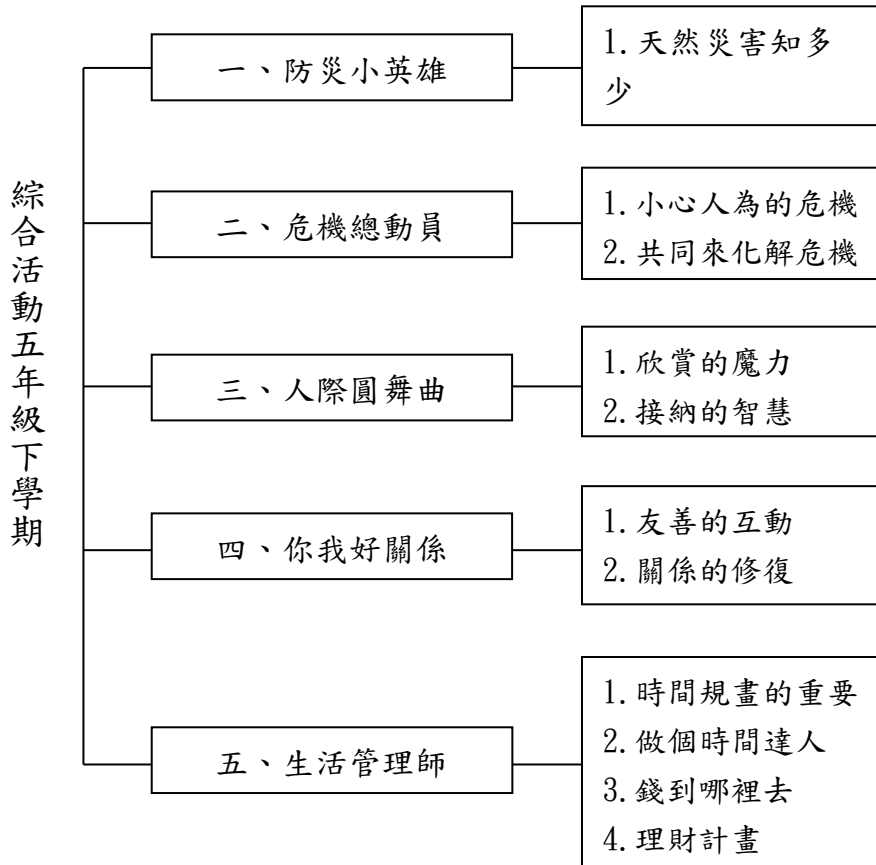 綜合活動五年級下學期
一、防災小英雄
1.天然災害知多
少
二、危機總動員
1.小心人為的危機
2.共同來化解危機
三、人際圓舞曲
1.欣賞的魔力
2.接納的智慧
四、你我好關係
1.友善的互動
2.關係的修復
五、生活管理師
1.時間規畫的重要
2.做個時間達人
3.錢到哪裡去
4.理財計畫